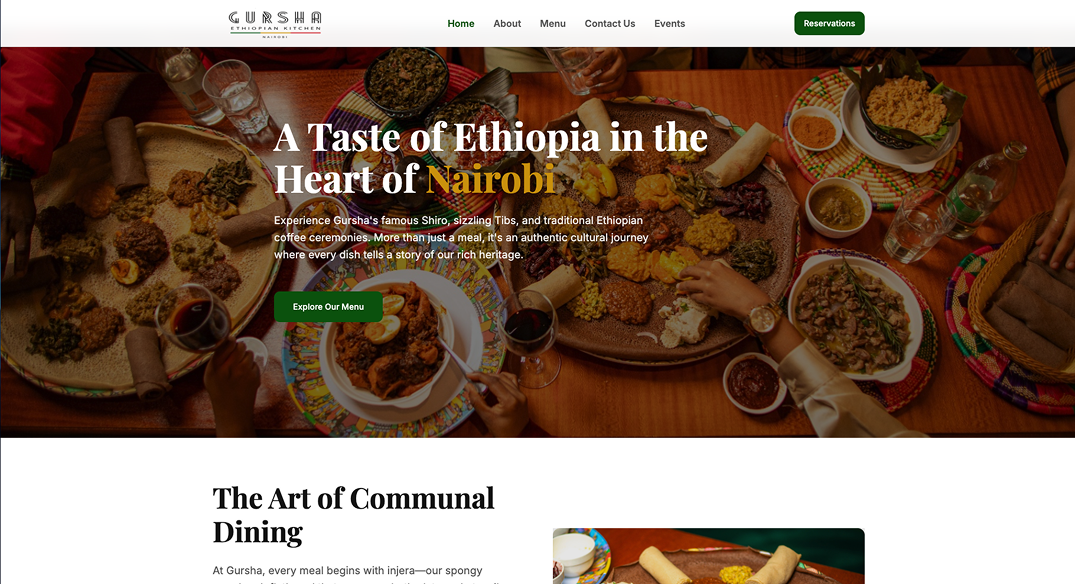 GURSHA
ETHIOPIAN KITCHEN
NAIROBI
Home
About
Menu
Contact Us
Events
Reservations
A Taste of Ethiopia in the
Heart of Nairobi
Experience Gursha's famous Shiro, sizzling Tibs, and traditional Ethiopian
coffee ceremonies. More than just a meal, it's an authentic cultural journey
where every dish tells a story of our rich heritage.
Explore Our Menu
The Art of Communal
Dining
At Gursha, every meal begins with injera—our spongy